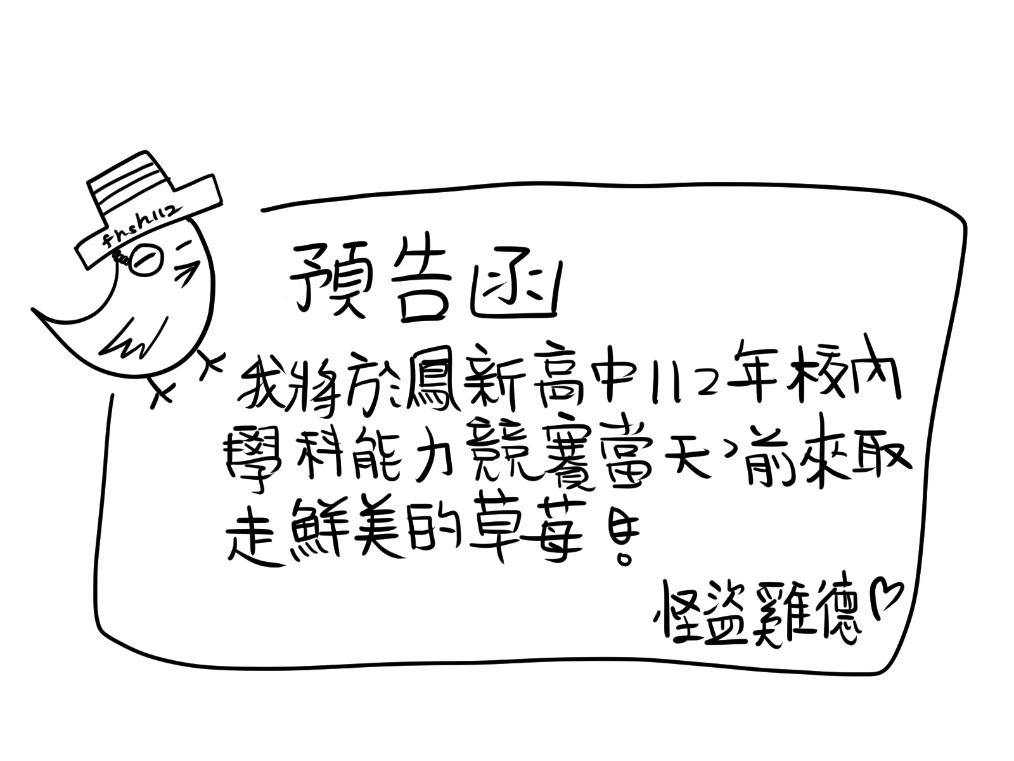 fhsh112
預告函
我將於鳳新高中112年校內
學科能力競賽當天,前來取
走鮮美的草莓!
怪盜雞德♡